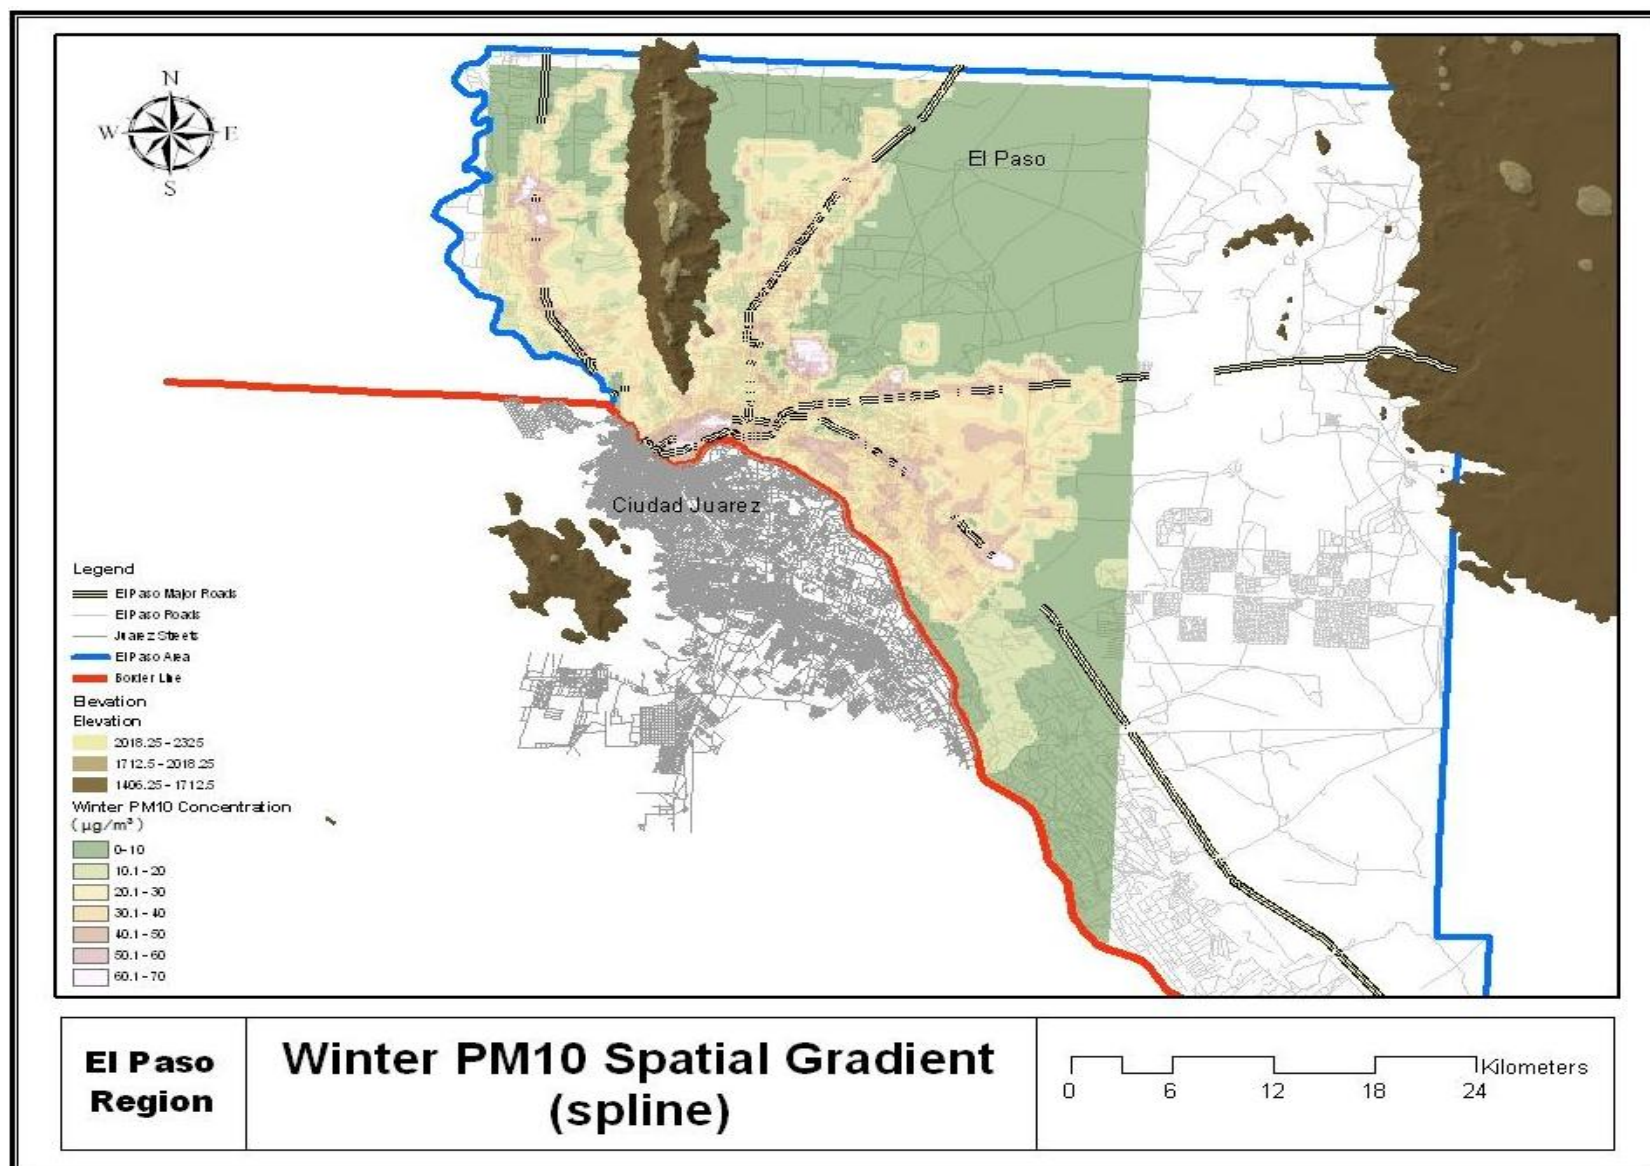 N
W E
S
El Paso
Ciudad Juarez
Legend
El Paso Major Roads
El Paso Roads
Juarez Streets
El Paso Area
Border Line
Elevation
Elevation
2018.25 - 2325
1712.5 - 2018.25
1406.25 - 1712.5
Winter PM10 Concentration
( µg/m³ )
0- 10
10.1 - 20
20.1 - 30
30.1 - 40
40.1 - 50
50.1 - 60
60.1 - 70
El Paso
Region
Winter PM10 Spatial Gradient
(spline)
Kilometers
0 6 12 18 24